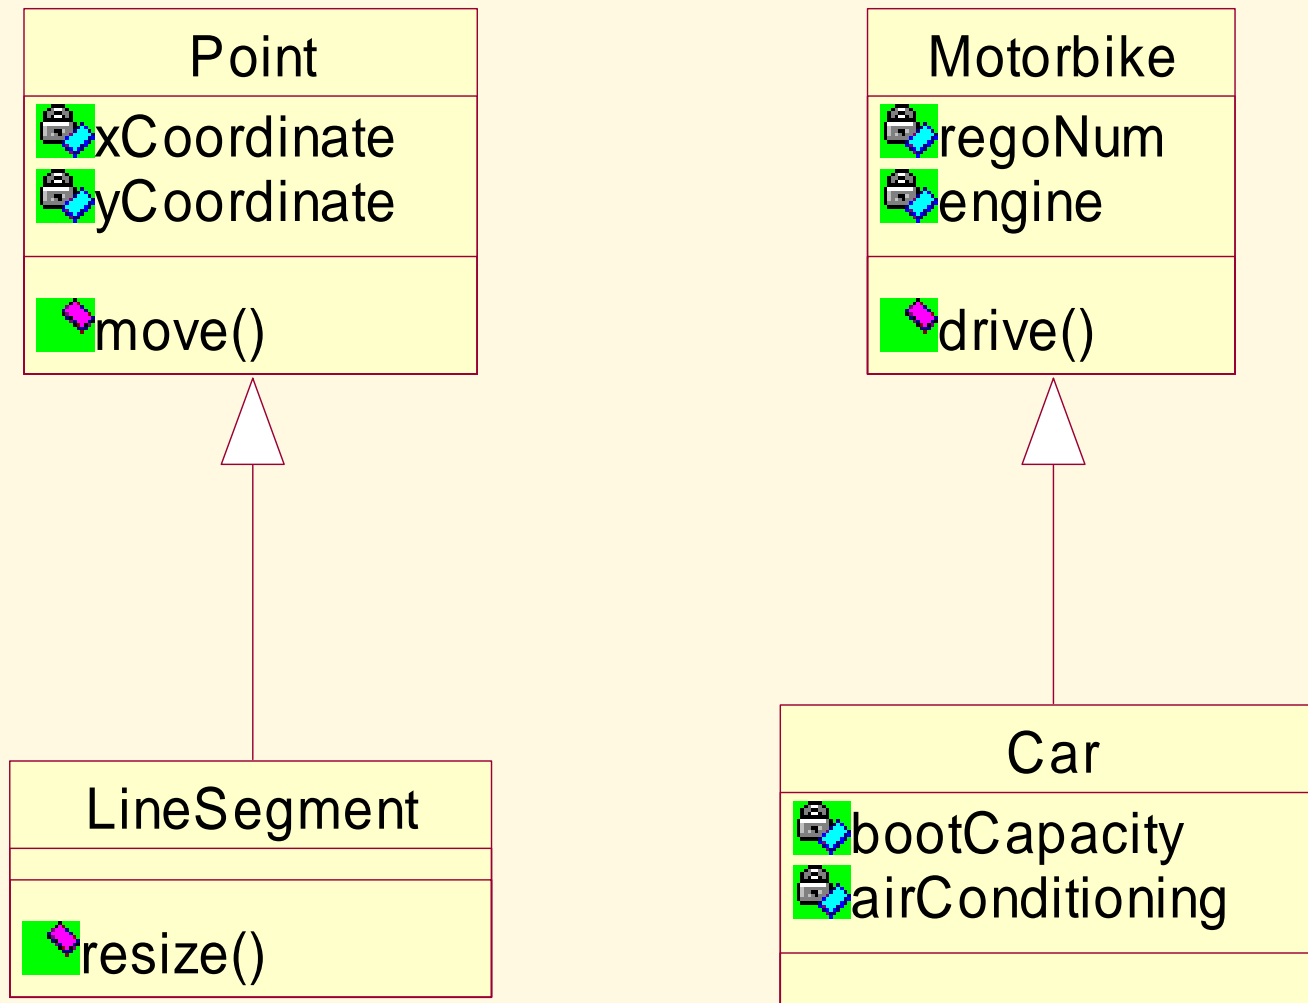 Point
xCoordinate
yCoordinate
move()
LineSegment
resize()
Motorbike
regoNum
engine
drive()
Car
bootCapacity
airConditioning